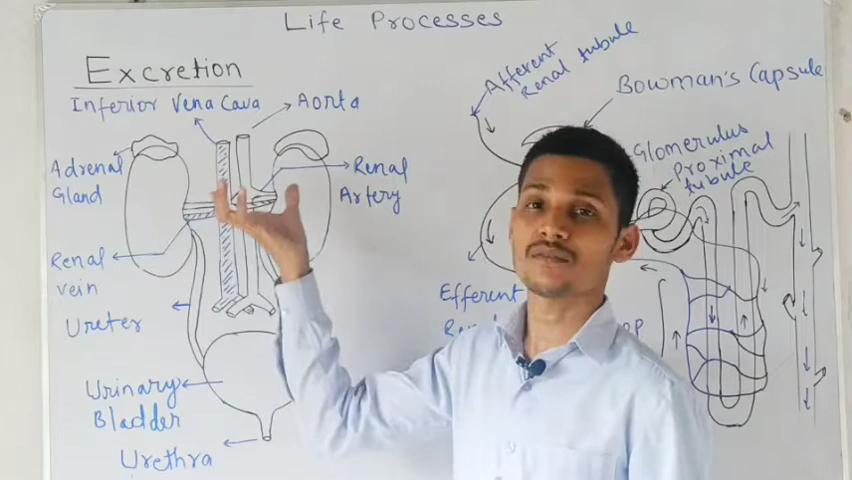 Life Processes
Excretion
Inferior Vena Cava
Aorta
Adrenal
Gland
Renal
Artery
Renal
vein
Ureter
Urinary
Bladder
Urethra
Afferent
Renal tubule
Bowman's Capsule
Glomerulus
Proximal
tubule
Efferent